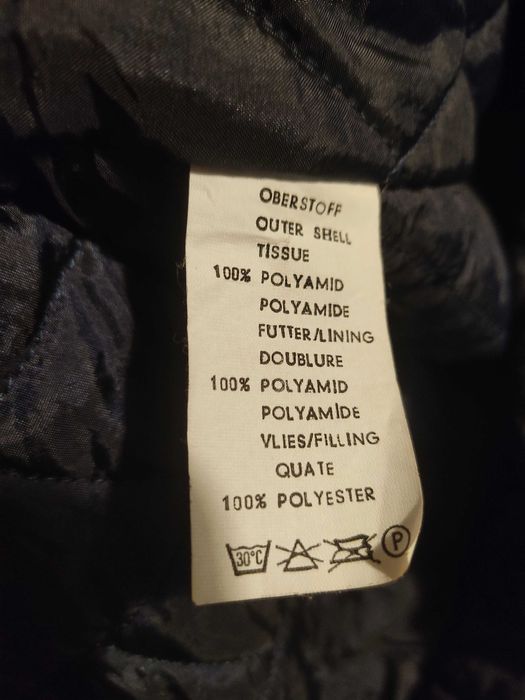 OBERSTOFF
OUTER SHELL
TISSUE
100% POLYAMID
POLYAMIDE
FUTTER/LINING
DOUBLURE
100% POLYAMID
POLYAMIDE
VLIES/FILLING
QUATE
100% POLYESTER
30°C P